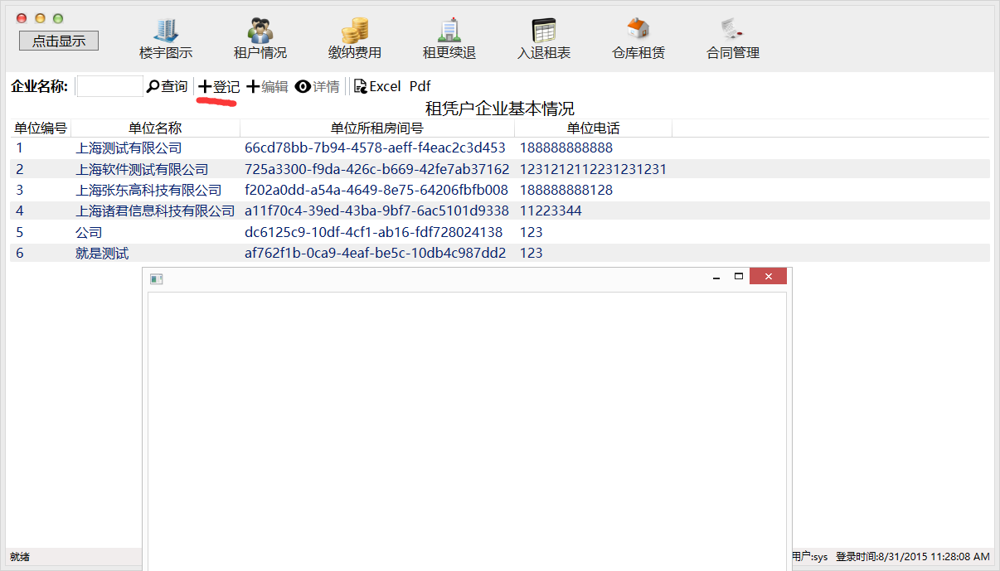 点击显示
楼宇图示 租户情况 缴纳费用 租更续退 入退租表 仓库租赁 合同管理
企业名称: 查询 登记 编辑 详情 Excel Pdf
租凭户企业基本情况
单位编号 单位名称 单位所租房间号 单位电话
1 上海测试有限公司 66cd78bb-7b94-4578-aeff-f4eac2c3d453 188888888888
2 上海软件测试有限公司 725a3300-f9da-426c-b669-42fe7ab37162 1231212112231231231
3 上海张东高科技有限公司 f202a0dd-a54a-4649-8e75-64206fbfb008 188888888128
4 上海诸君信息科技有限公司 a11f70c4-39ed-43ba-9bf7-6ac5101d9338 11223344
5 公司 dc6125c9-10df-4cf1-ab16-fdf728024138 123
6 就是测试 af762f1b-0ca9-4eaf-be5c-10db4c987dd2 123
就绪 用户:sys 登录时间:8/31/2015 11:28:08 AM